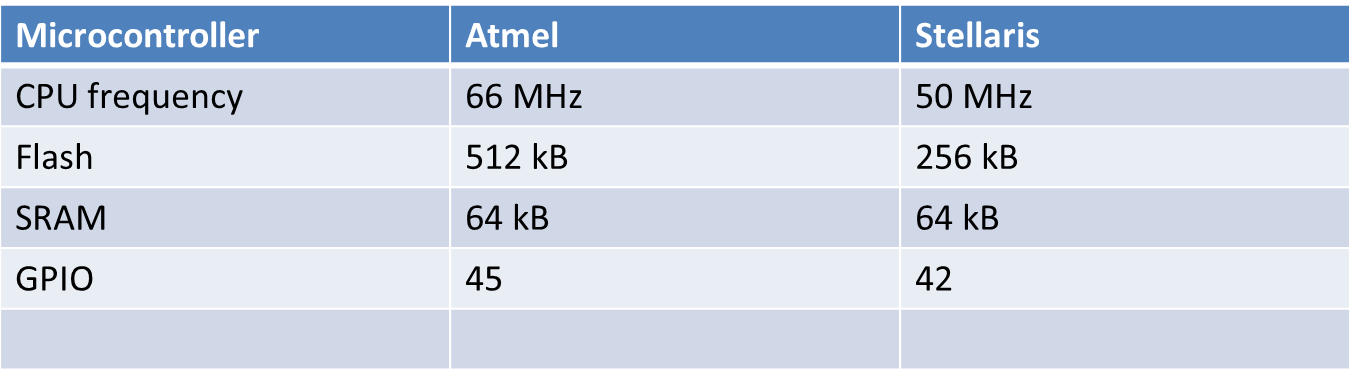 Microcontroller Atmel Stellaris
CPU frequency 66 MHz 50 MHz
Flash 512 kB 256 kB
SRAM 64 kB 64 kB
GPIO 45 42